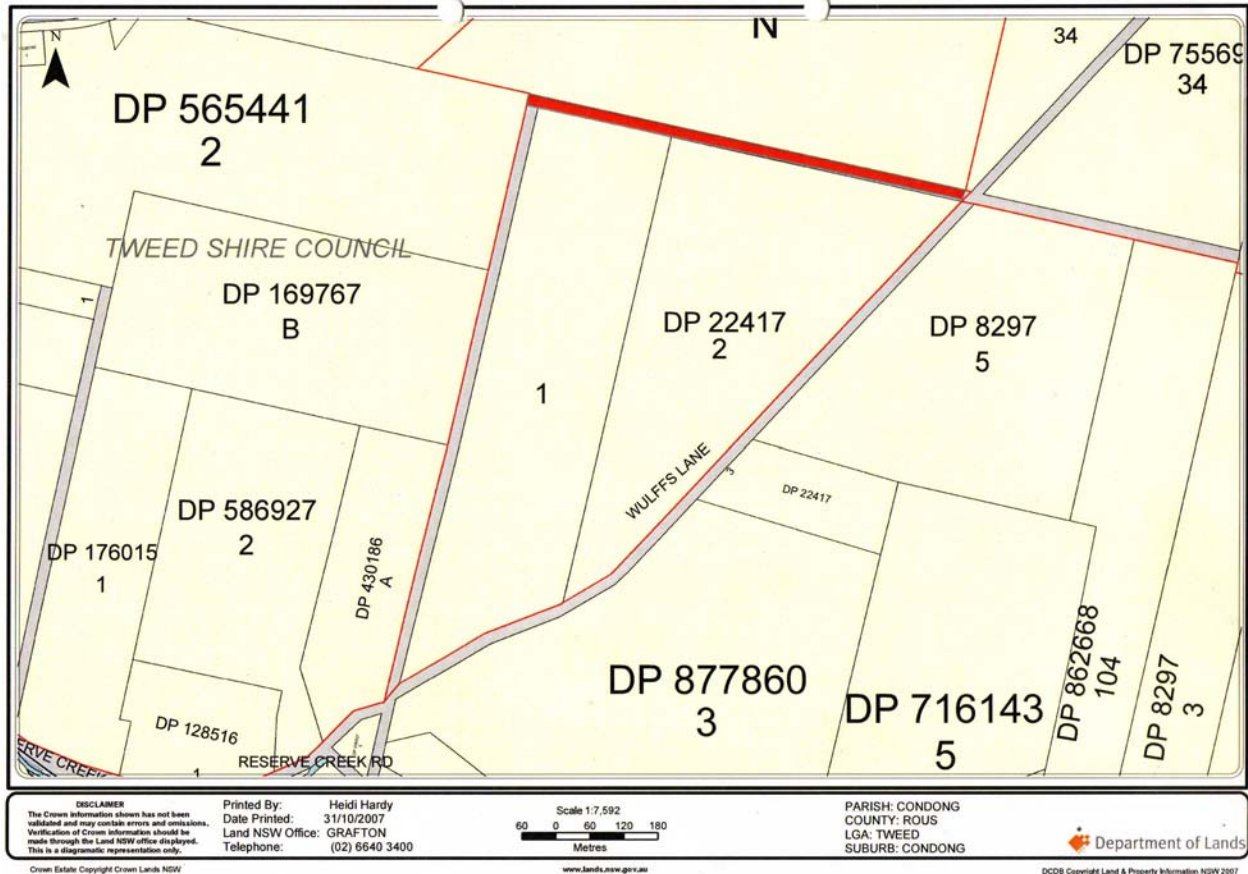 N
N
34
DP 75569
34
DP 565441
2
TWEED SHIRE COUNCIL
DP 169767
B
1
DP 22417
2
DP 8297
5
1
WULFFS LANE
3
DP 22417
DP 586927
2
DP 176015
1
DP 430186
A
DP 877860
3
DP 716143
5
DP 862668
104
DP 8297
3
DP 128516
1
RESERVE CREEK RD
ERVE CREEK
DISCLAIMER
The Crown information shown has not been
validated and may contain errors and omissions.
Verification of Crown information should be
made through the Land NSW office displayed.
This is a diagramatic representation only.
Printed By: Heidi Hardy
Date Printed: 31/10/2007
Land NSW Office: GRAFTON
Telephone: (02) 6640 3400
Scale 1:7,592
60 0 60 120 180
Metres
PARISH: CONDONG
COUNTY: ROUS
LGA: TWEED
SUBURB: CONDONG
Department of Lands
Crown Estate Copyright Crown Lands NSW
www.lands.nsw.gov.au
DCDB Copyright Land & Property Information NSW 2007